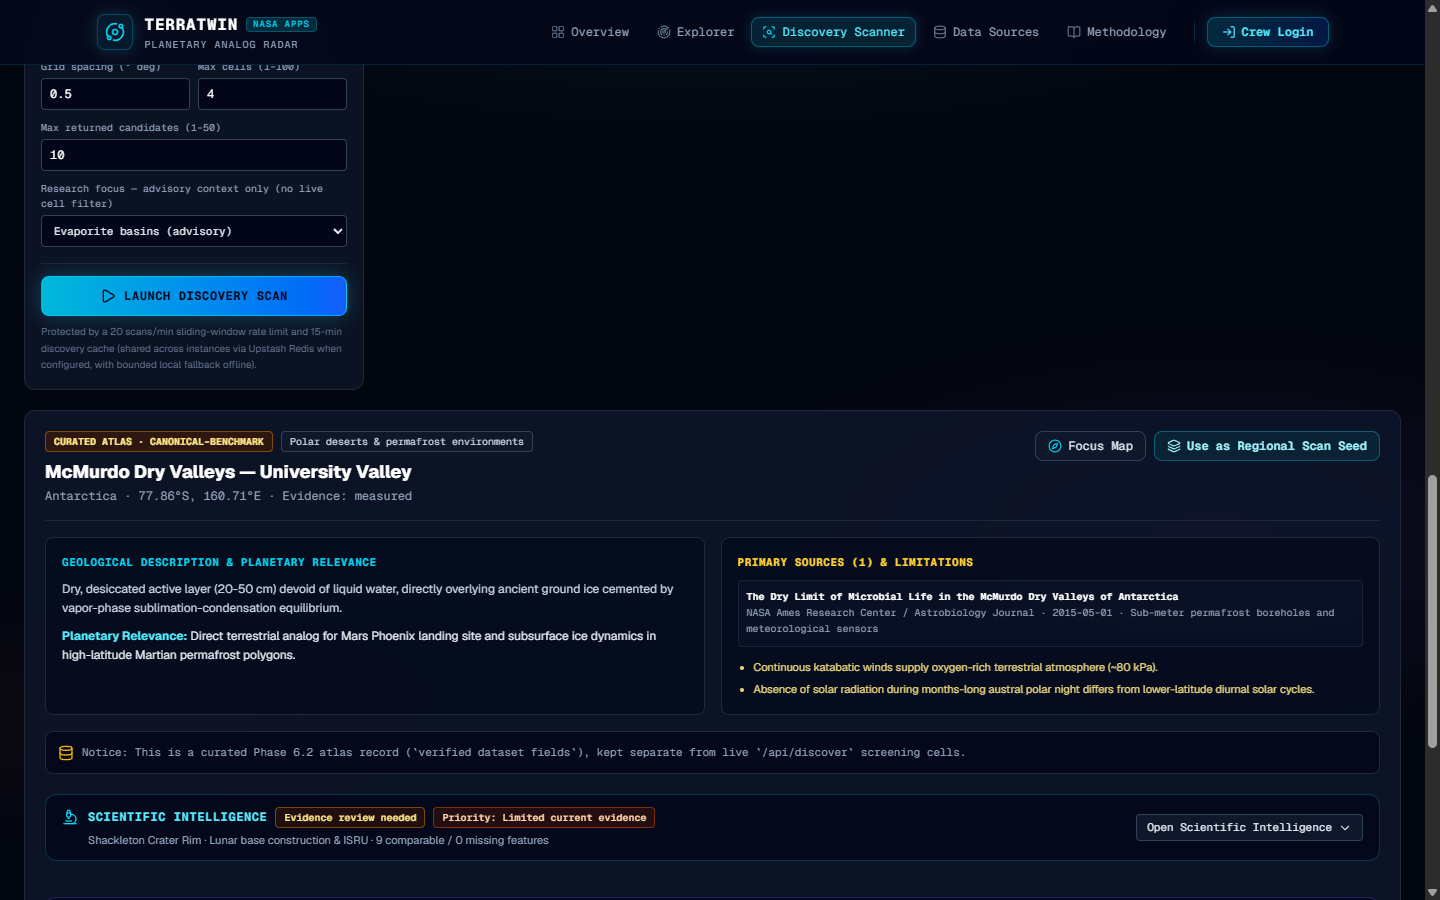 TERRATWIN NASA APPS
PLANETARY ANALOG RADAR
Overview
Explorer
Discovery Scanner
Data Sources
Methodology
Crew Login
Grid spacing (° deg)
Max cells (1-100)
0.5
4
Max returned candidates (1-50)
10
Research focus — advisory context only (no live
cell filter)
Evaporite basins (advisory)
LAUNCH DISCOVERY SCAN
Protected by a 20 scans/min sliding-window rate limit and 15-min
discovery cache (shared across instances via Upstash Redis when
configured, with bounded local fallback offline).
CURATED ATLAS · CANONICAL-BENCHMARK
Polar deserts & permafrost environments
Focus Map
Use as Regional Scan Seed
McMurdo Dry Valleys — University Valley
Antarctica · 77.86°S, 160.71°E · Evidence: measured
GEOLOGICAL DESCRIPTION & PLANETARY RELEVANCE
Dry, desiccated active layer (20-50 cm) devoid of liquid water, directly overlying ancient ground ice cemented by
vapor-phase sublimation-condensation equilibrium.
Planetary Relevance: Direct terrestrial analog for Mars Phoenix landing site and subsurface ice dynamics in
high-latitude Martian permafrost polygons.
PRIMARY SOURCES (1) & LIMITATIONS
The Dry Limit of Microbial Life in the McMurdo Dry Valleys of Antarctica
NASA Ames Research Center / Astrobiology Journal · 2015-05-01 · Sub-meter permafrost boreholes and
meteorological sensors
• Continuous katabatic winds supply oxygen-rich terrestrial atmosphere (~80 kPa).
• Absence of solar radiation during months-long austral polar night differs from lower-latitude diurnal solar cycles.
Notice: This is a curated Phase 6.2 atlas record (`verified dataset fields`), kept separate from live `/api/discover` screening cells.
SCIENTIFIC INTELLIGENCE
Evidence review needed
Priority: Limited current evidence
Shackleton Crater Rim · Lunar base construction & ISRU · 9 comparable / 0 missing features
Open Scientific Intelligence